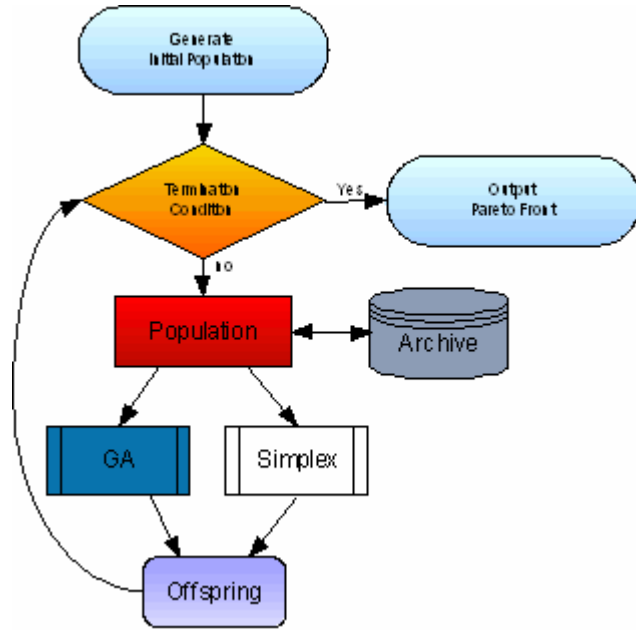 Generate
Initial Population
Termination
Condition
Yes
Output
Pareto Front
no
Population
Archive
GA
Simplex
Offspring